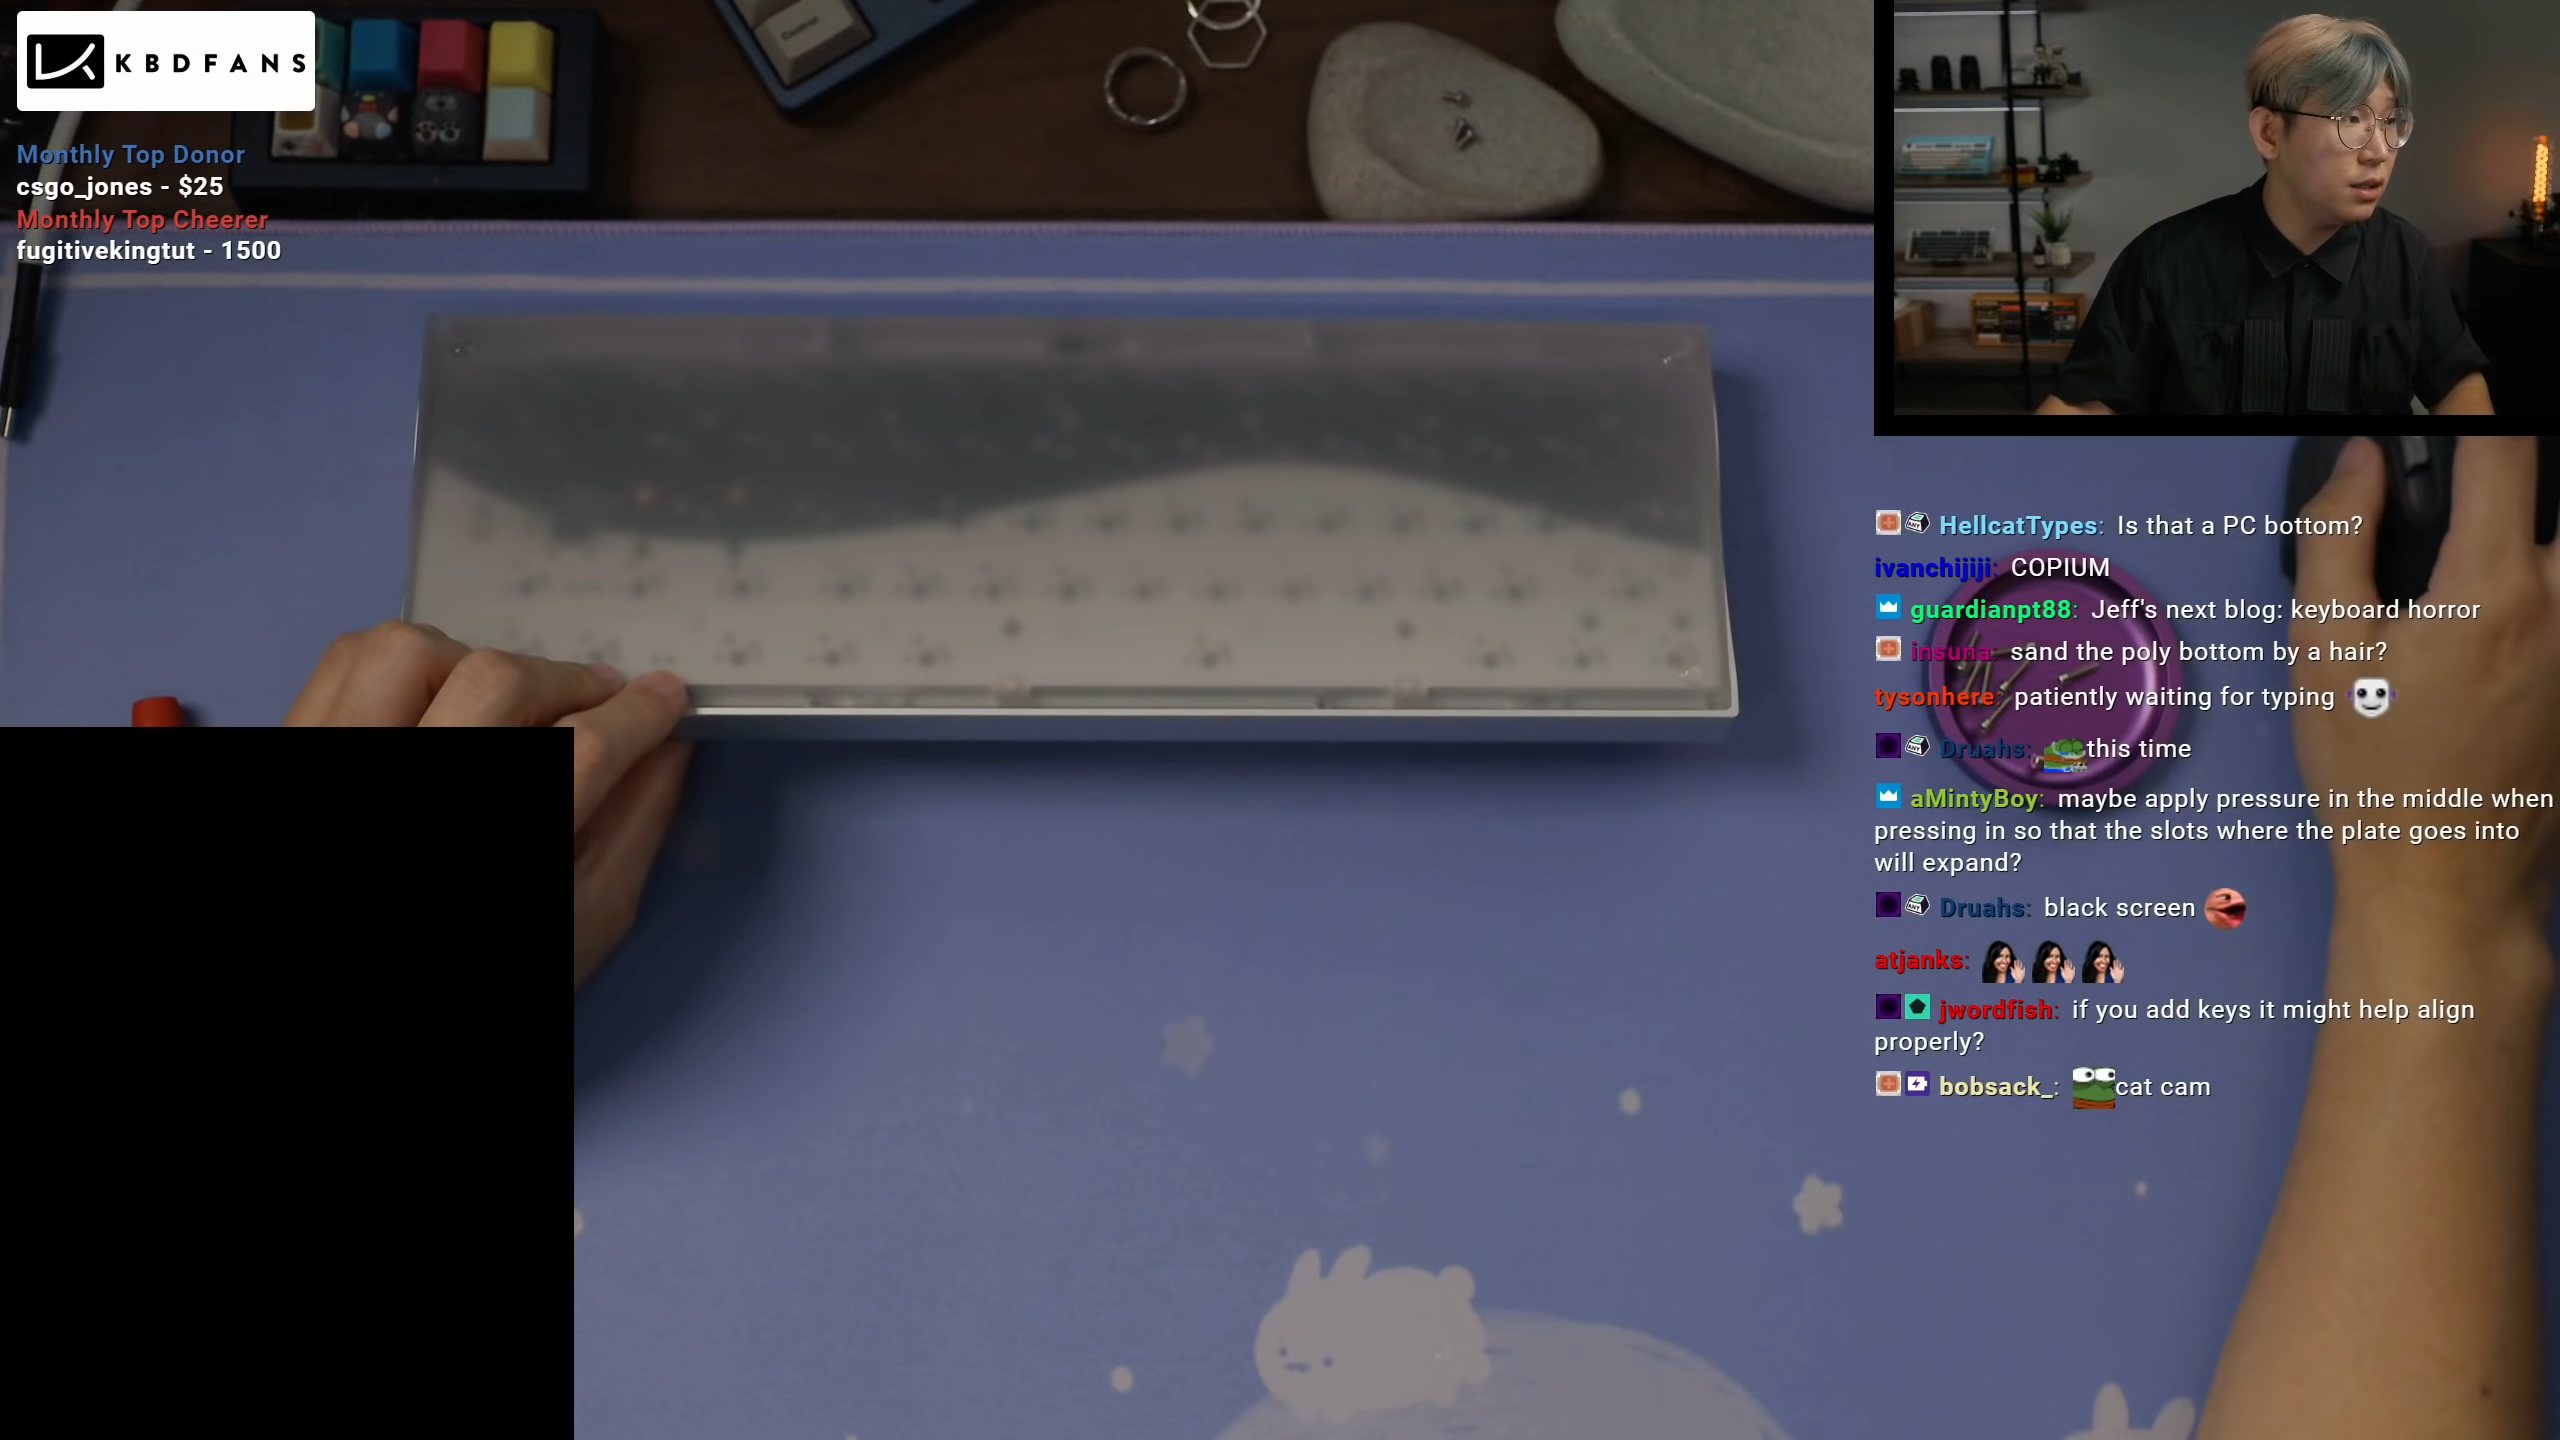 KBDFANS
Monthly Top Donor
csgo_jones - $25
Monthly Top Cheerer
fugitivekingtut - 1500
Control
HellcatTypes: Is that a PC bottom?
ivanchijiji: COPIUM
guardianpt88: Jeff's next blog: keyboard horror
insuna: sand the poly bottom by a hair?
tysonhere: patiently waiting for typing
Druahs: this time
aMintyBoy: maybe apply pressure in the middle when
pressing in so that the slots where the plate goes into
will expand?
Druahs: black screen
atjanks:
jwordfish: if you add keys it might help align
properly?
bobsack_: cat cam